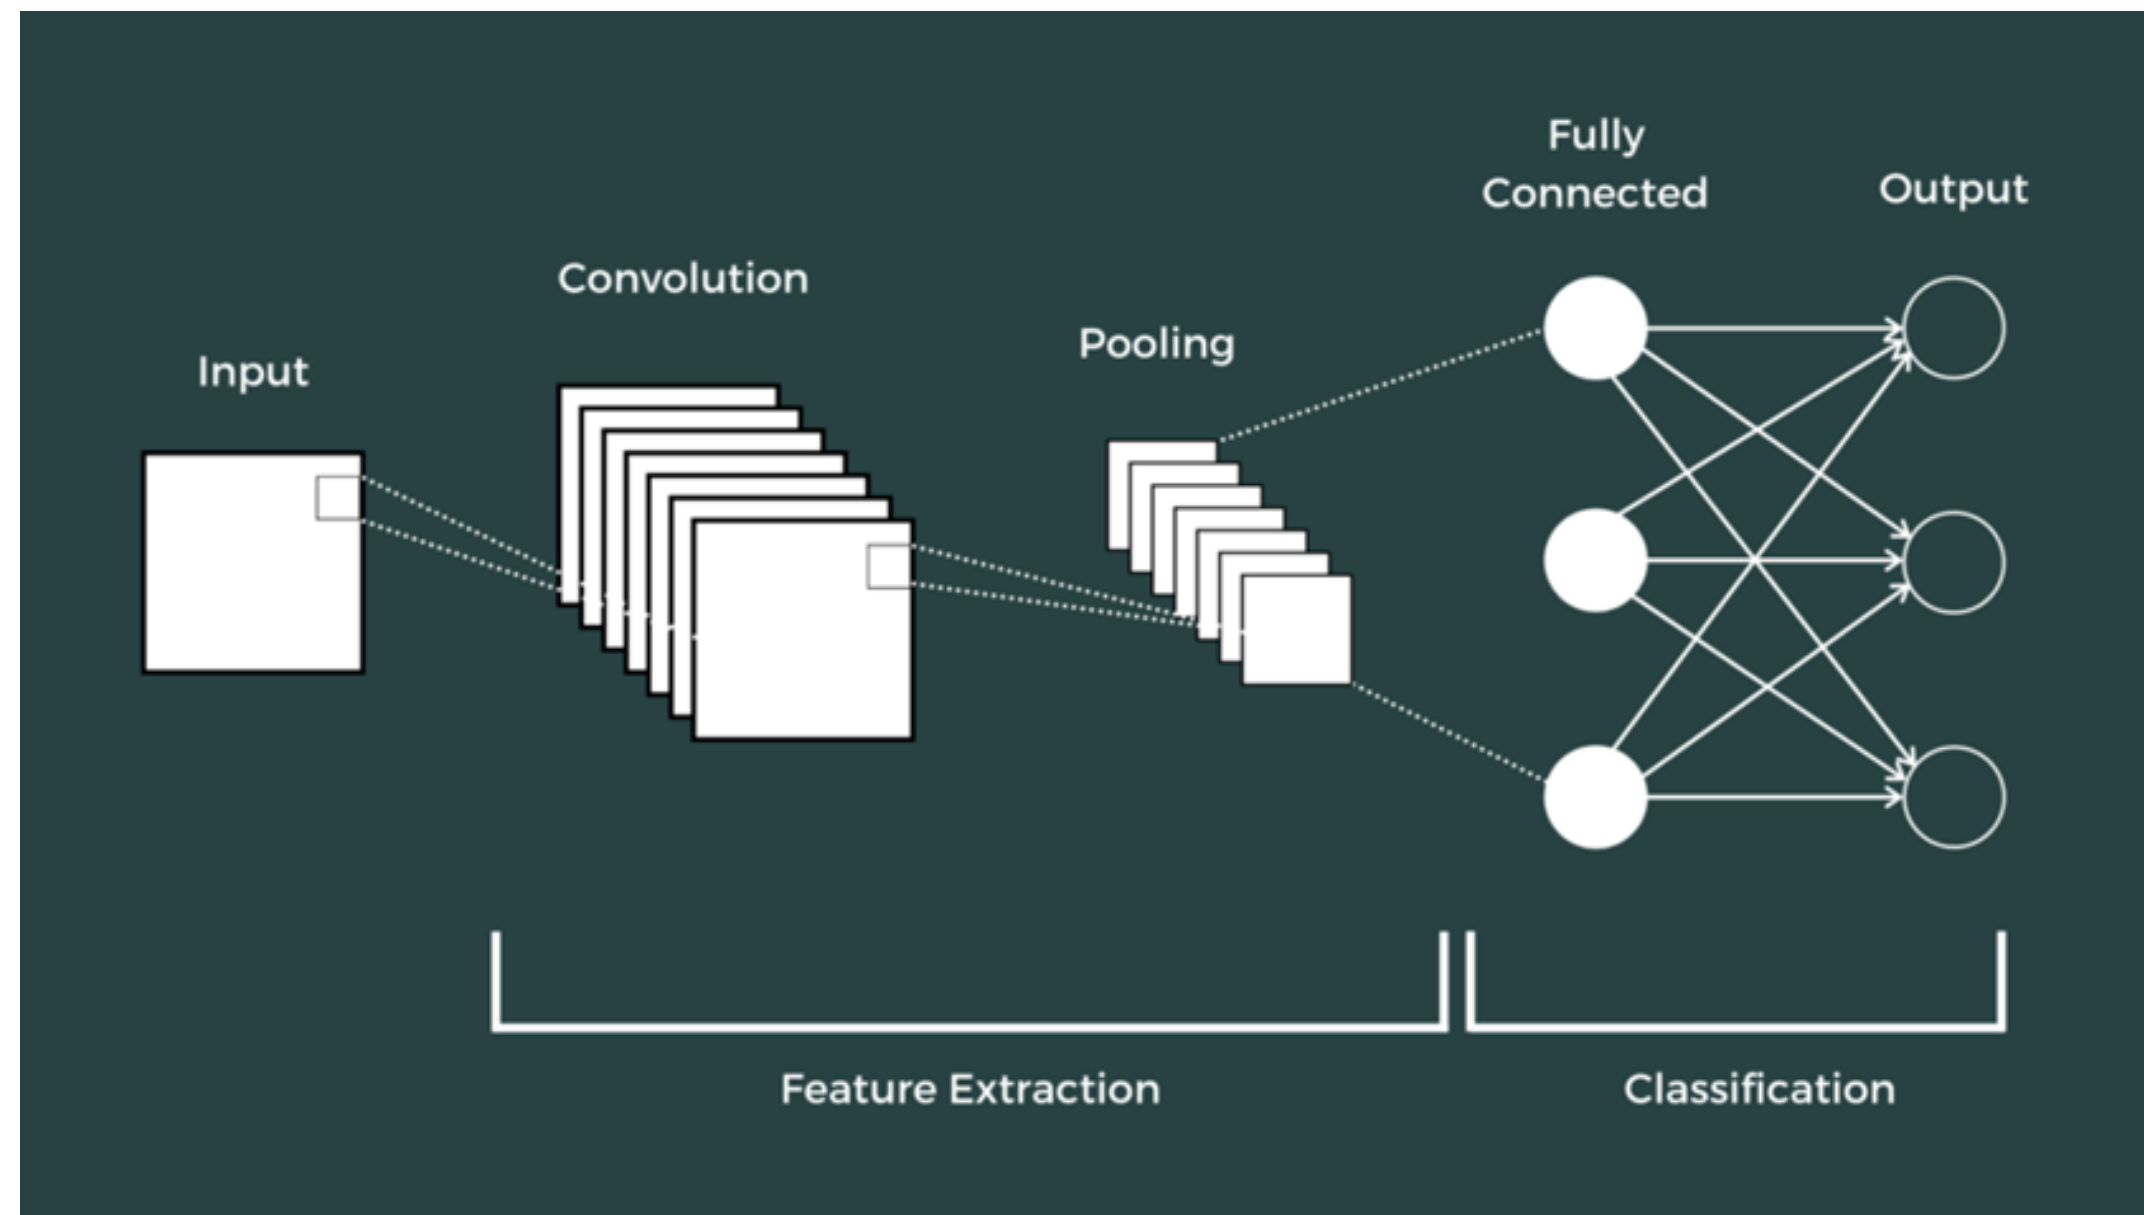 Input
Convolution
Pooling
Fully
Connected
Output
Feature Extraction
Classification